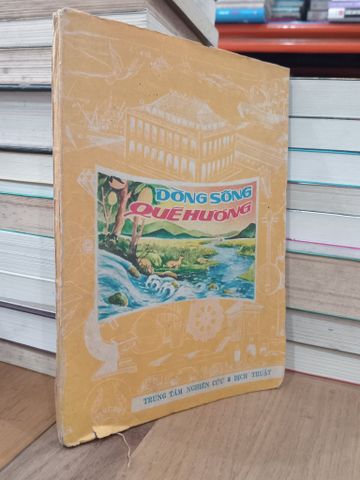 DÒNG SÔNG
QUÊ HƯƠNG
TRUNG TÂM NGHIÊN CỨU & DỊCH THUẬT